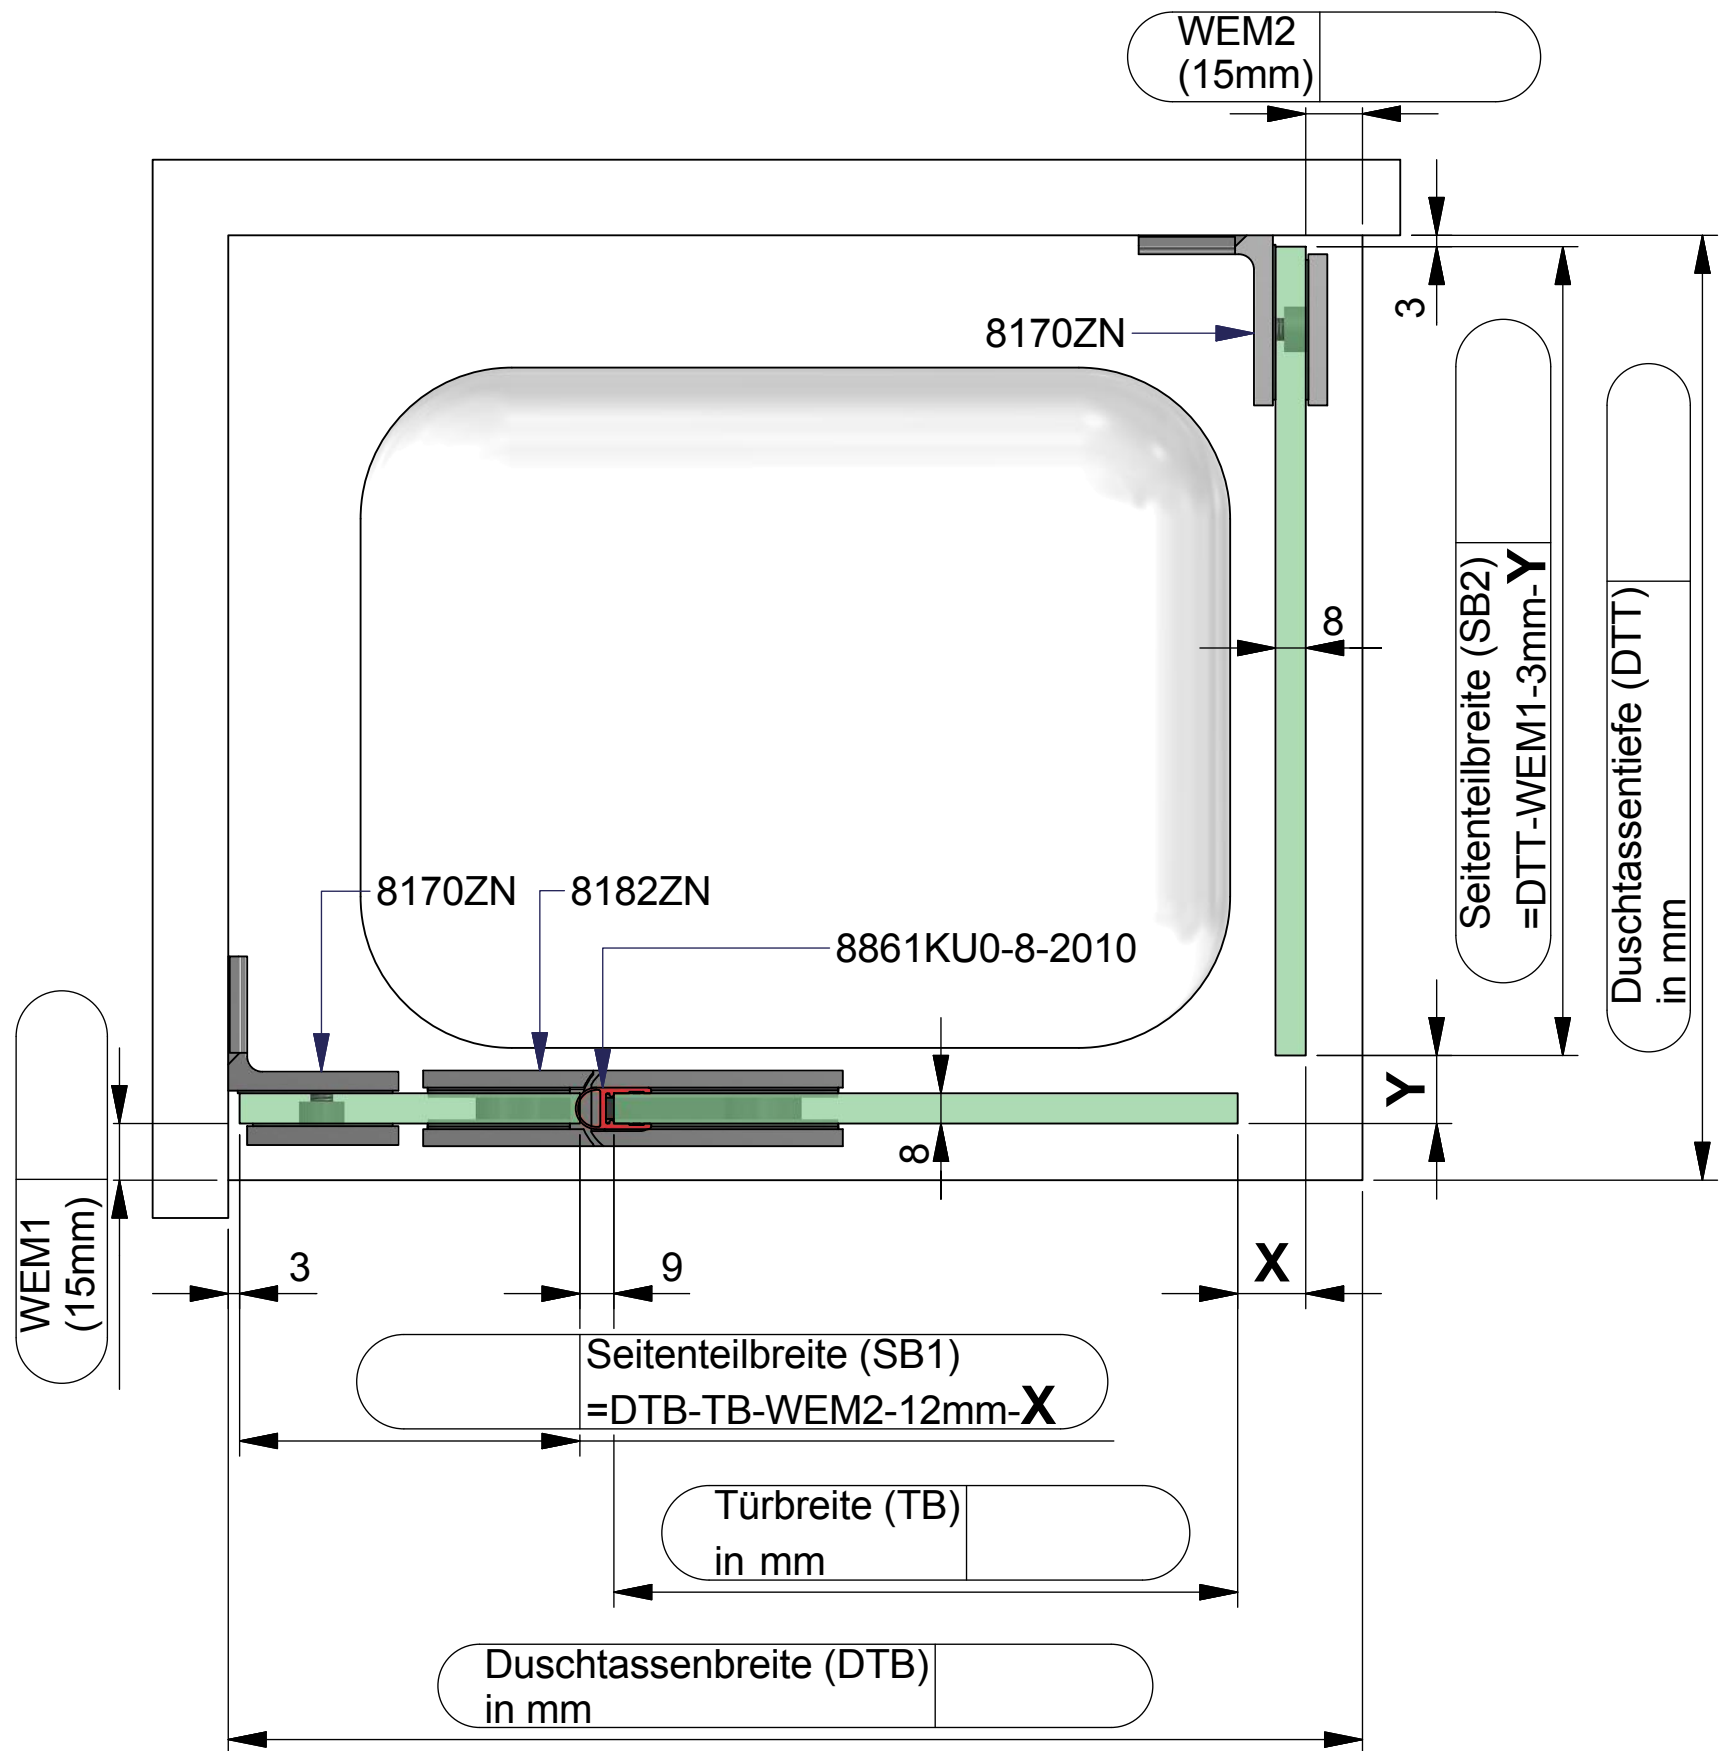 WEM2
(15mm)
3
8170ZN
8
Seitenteilbreite (SB2)
=DTT-WEM1-3mm-Y
Duschtassentiefe (DTT)
in mm
8170ZN
8182ZN
8861KU0-8-2010
Y
8
WEM1
(15mm)
3
9
X
Seitenteilbreite (SB1)
=DTB-TB-WEM2-12mm-X
Türbreite (TB)
in mm
Duschtassenbreite (DTB)
in mm